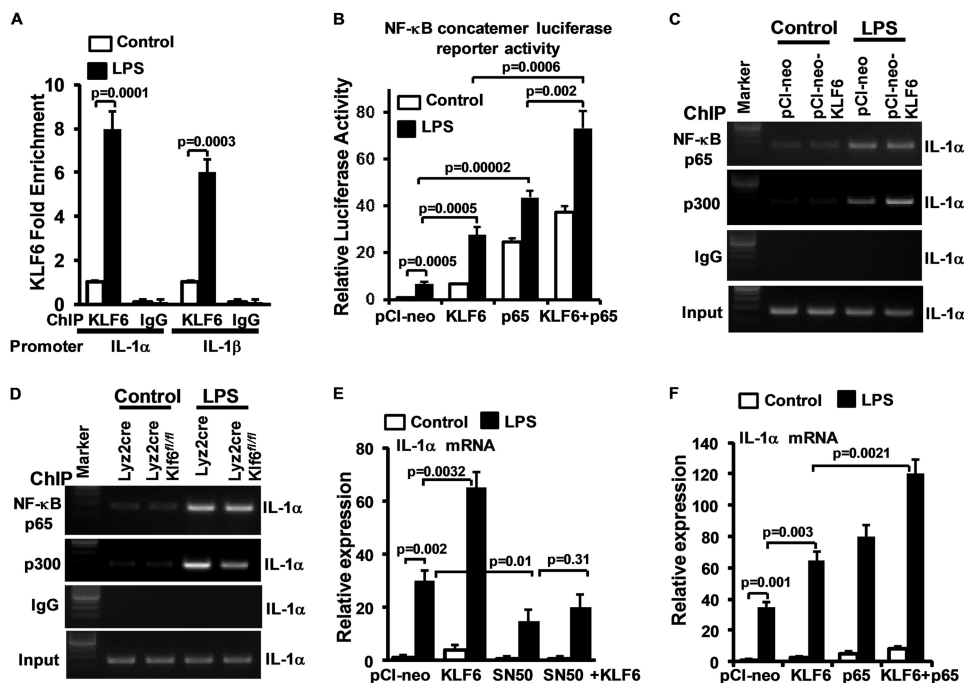 A
Control
LPS
p=0.0001
p=0.0003
KLF6 Fold Enrichment
10
8
6
4
2
0
ChIP KLF6 IgG KLF6 IgG
Promoter IL-1α IL-1β
B
NF-κB concatemer luciferase
reporter activity
p=0.0006
p=0.002
Control
LPS
p=0.00002
p=0.0005
p=0.0005
Relative Luciferase Activity
80
60
40
20
0
pCl-neo KLF6 p65 KLF6+p65
C
Control LPS
Marker
pCl-neo
pCl-neo-
KLF6
pCl-neo
pCl-neo-
KLF6
ChIP
NF-κB
p65
IL-1α
p300 IL-1α
IgG IL-1α
Input IL-1α
D
Control LPS
Marker
Lyz2cre
Lyz2cre
Klf6fl/fl
Lyz2cre
Lyz2cre
Klf6fl/fl
ChIP
NF-κB
p65
IL-1α
p300 IL-1α
IgG IL-1α
Input IL-1α
E
Control LPS
IL-1α mRNA
p=0.0032
p=0.002
p=0.01
p=0.31
Relative expression
80
60
40
20
0
pCl-neo KLF6 SN50 SN50 +KLF6
F
Control LPS
IL-1α mRNA
p=0.0021
p=0.003
p=0.001
Relative expression
140
120
100
80
60
40
20
0
pCl-neo KLF6 p65 KLF6+p65